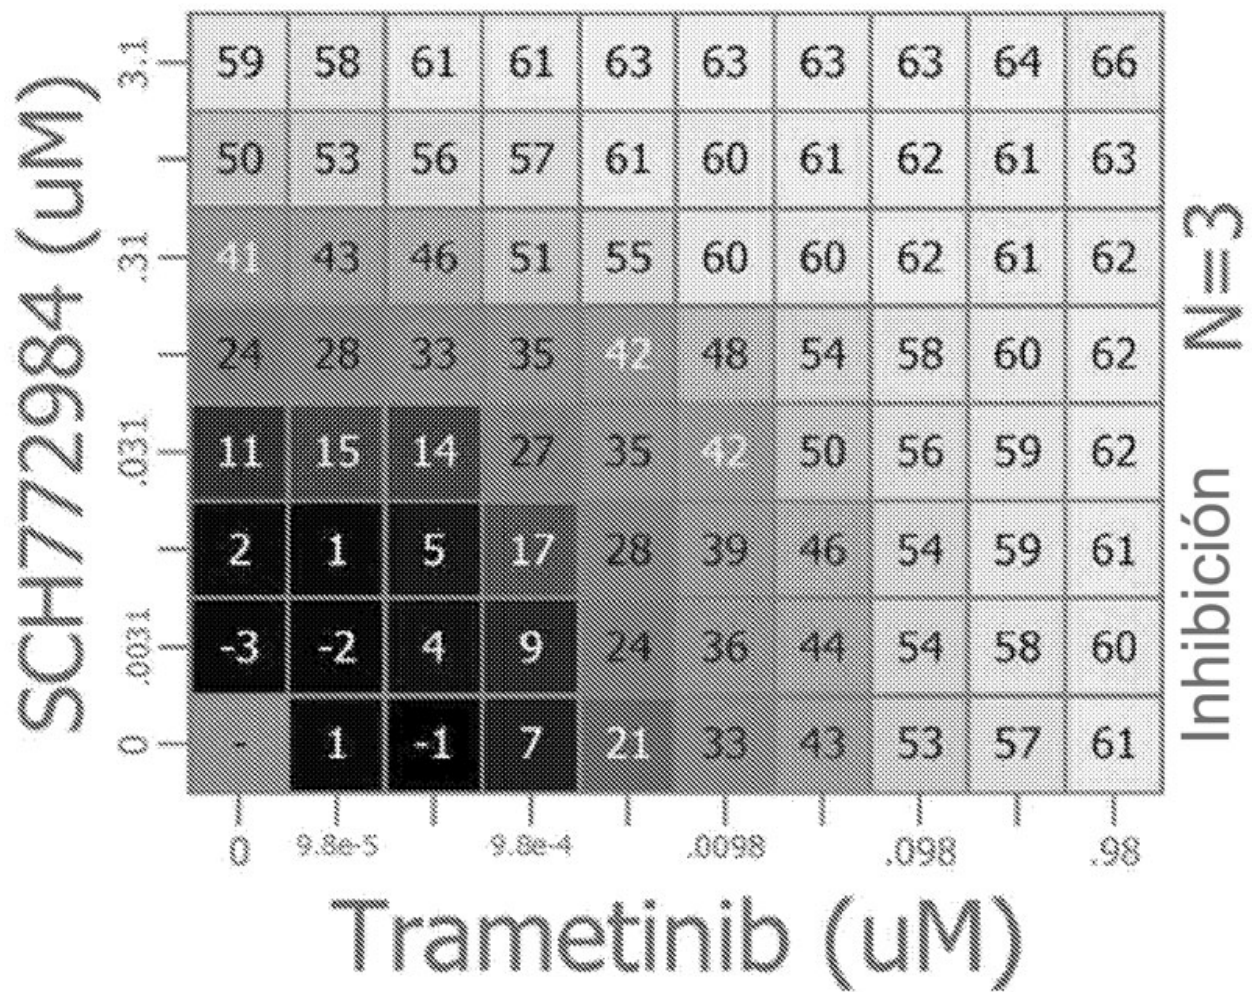 SCH772984 (uM)
3.1 59 58 61 61 63 63 63 63 64 66
50 53 56 57 61 60 61 62 61 63
.31 41 43 46 51 55 60 60 62 61 62
24 28 33 35 42 48 54 58 60 62
.031 11 15 14 27 35 42 50 56 59 62
2 1 5 17 28 39 46 54 59 61
.0031 -3 -2 4 9 24 36 44 54 58 60
0 - 1 -1 7 21 33 43 53 57 61
0 9.8e-5 9.8e-4 .0098 .098 .98
Trametinib (uM)
Inhibición N=3